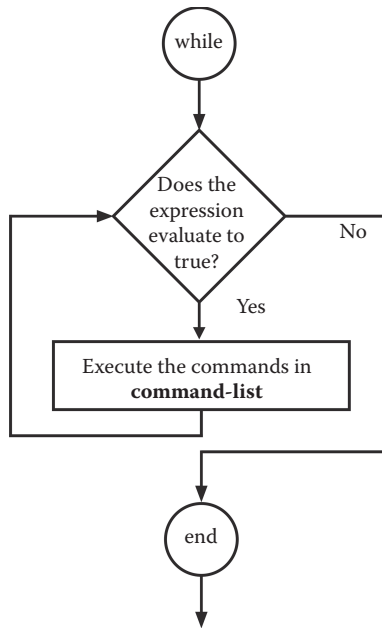 while
Does the
expression
evaluate to
true?
No
Yes
Execute the commands in
command-list
end